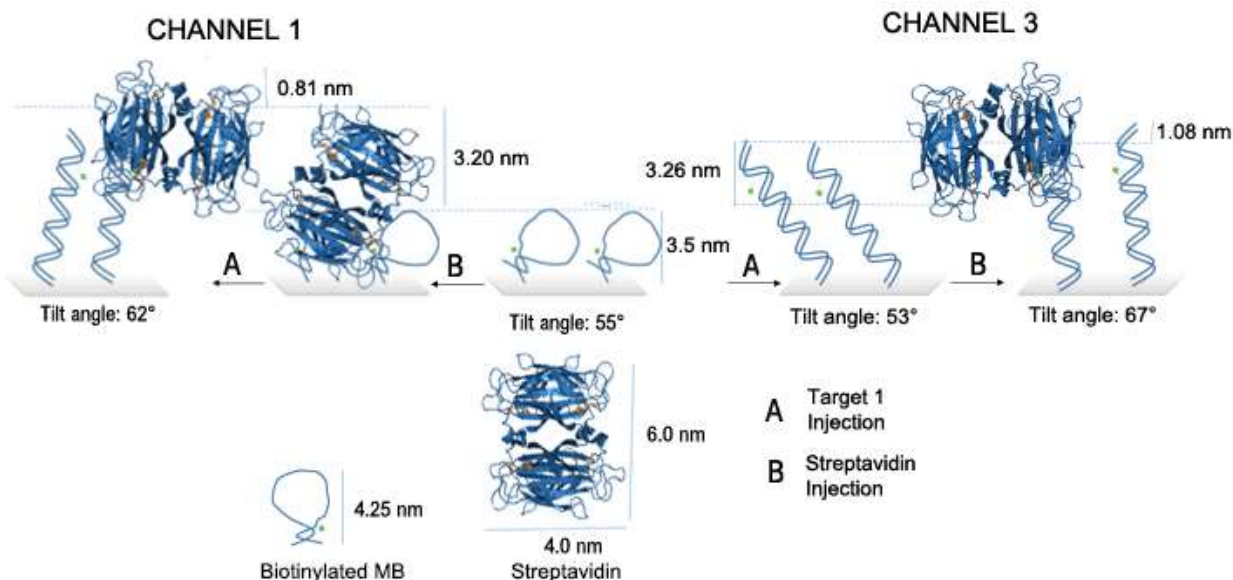 CHANNEL 1
CHANNEL 3
0.81 nm
3.20 nm
3.5 nm
3.26 nm
1.08 nm
A
B
A
B
Tilt angle: 62°
Tilt angle: 55°
Tilt angle: 53°
Tilt angle: 67°
6.0 nm
4.0 nm
Streptavidin
4.25 nm
Biotinylated MB
A Target 1
Injection
B Streptavidin
Injection